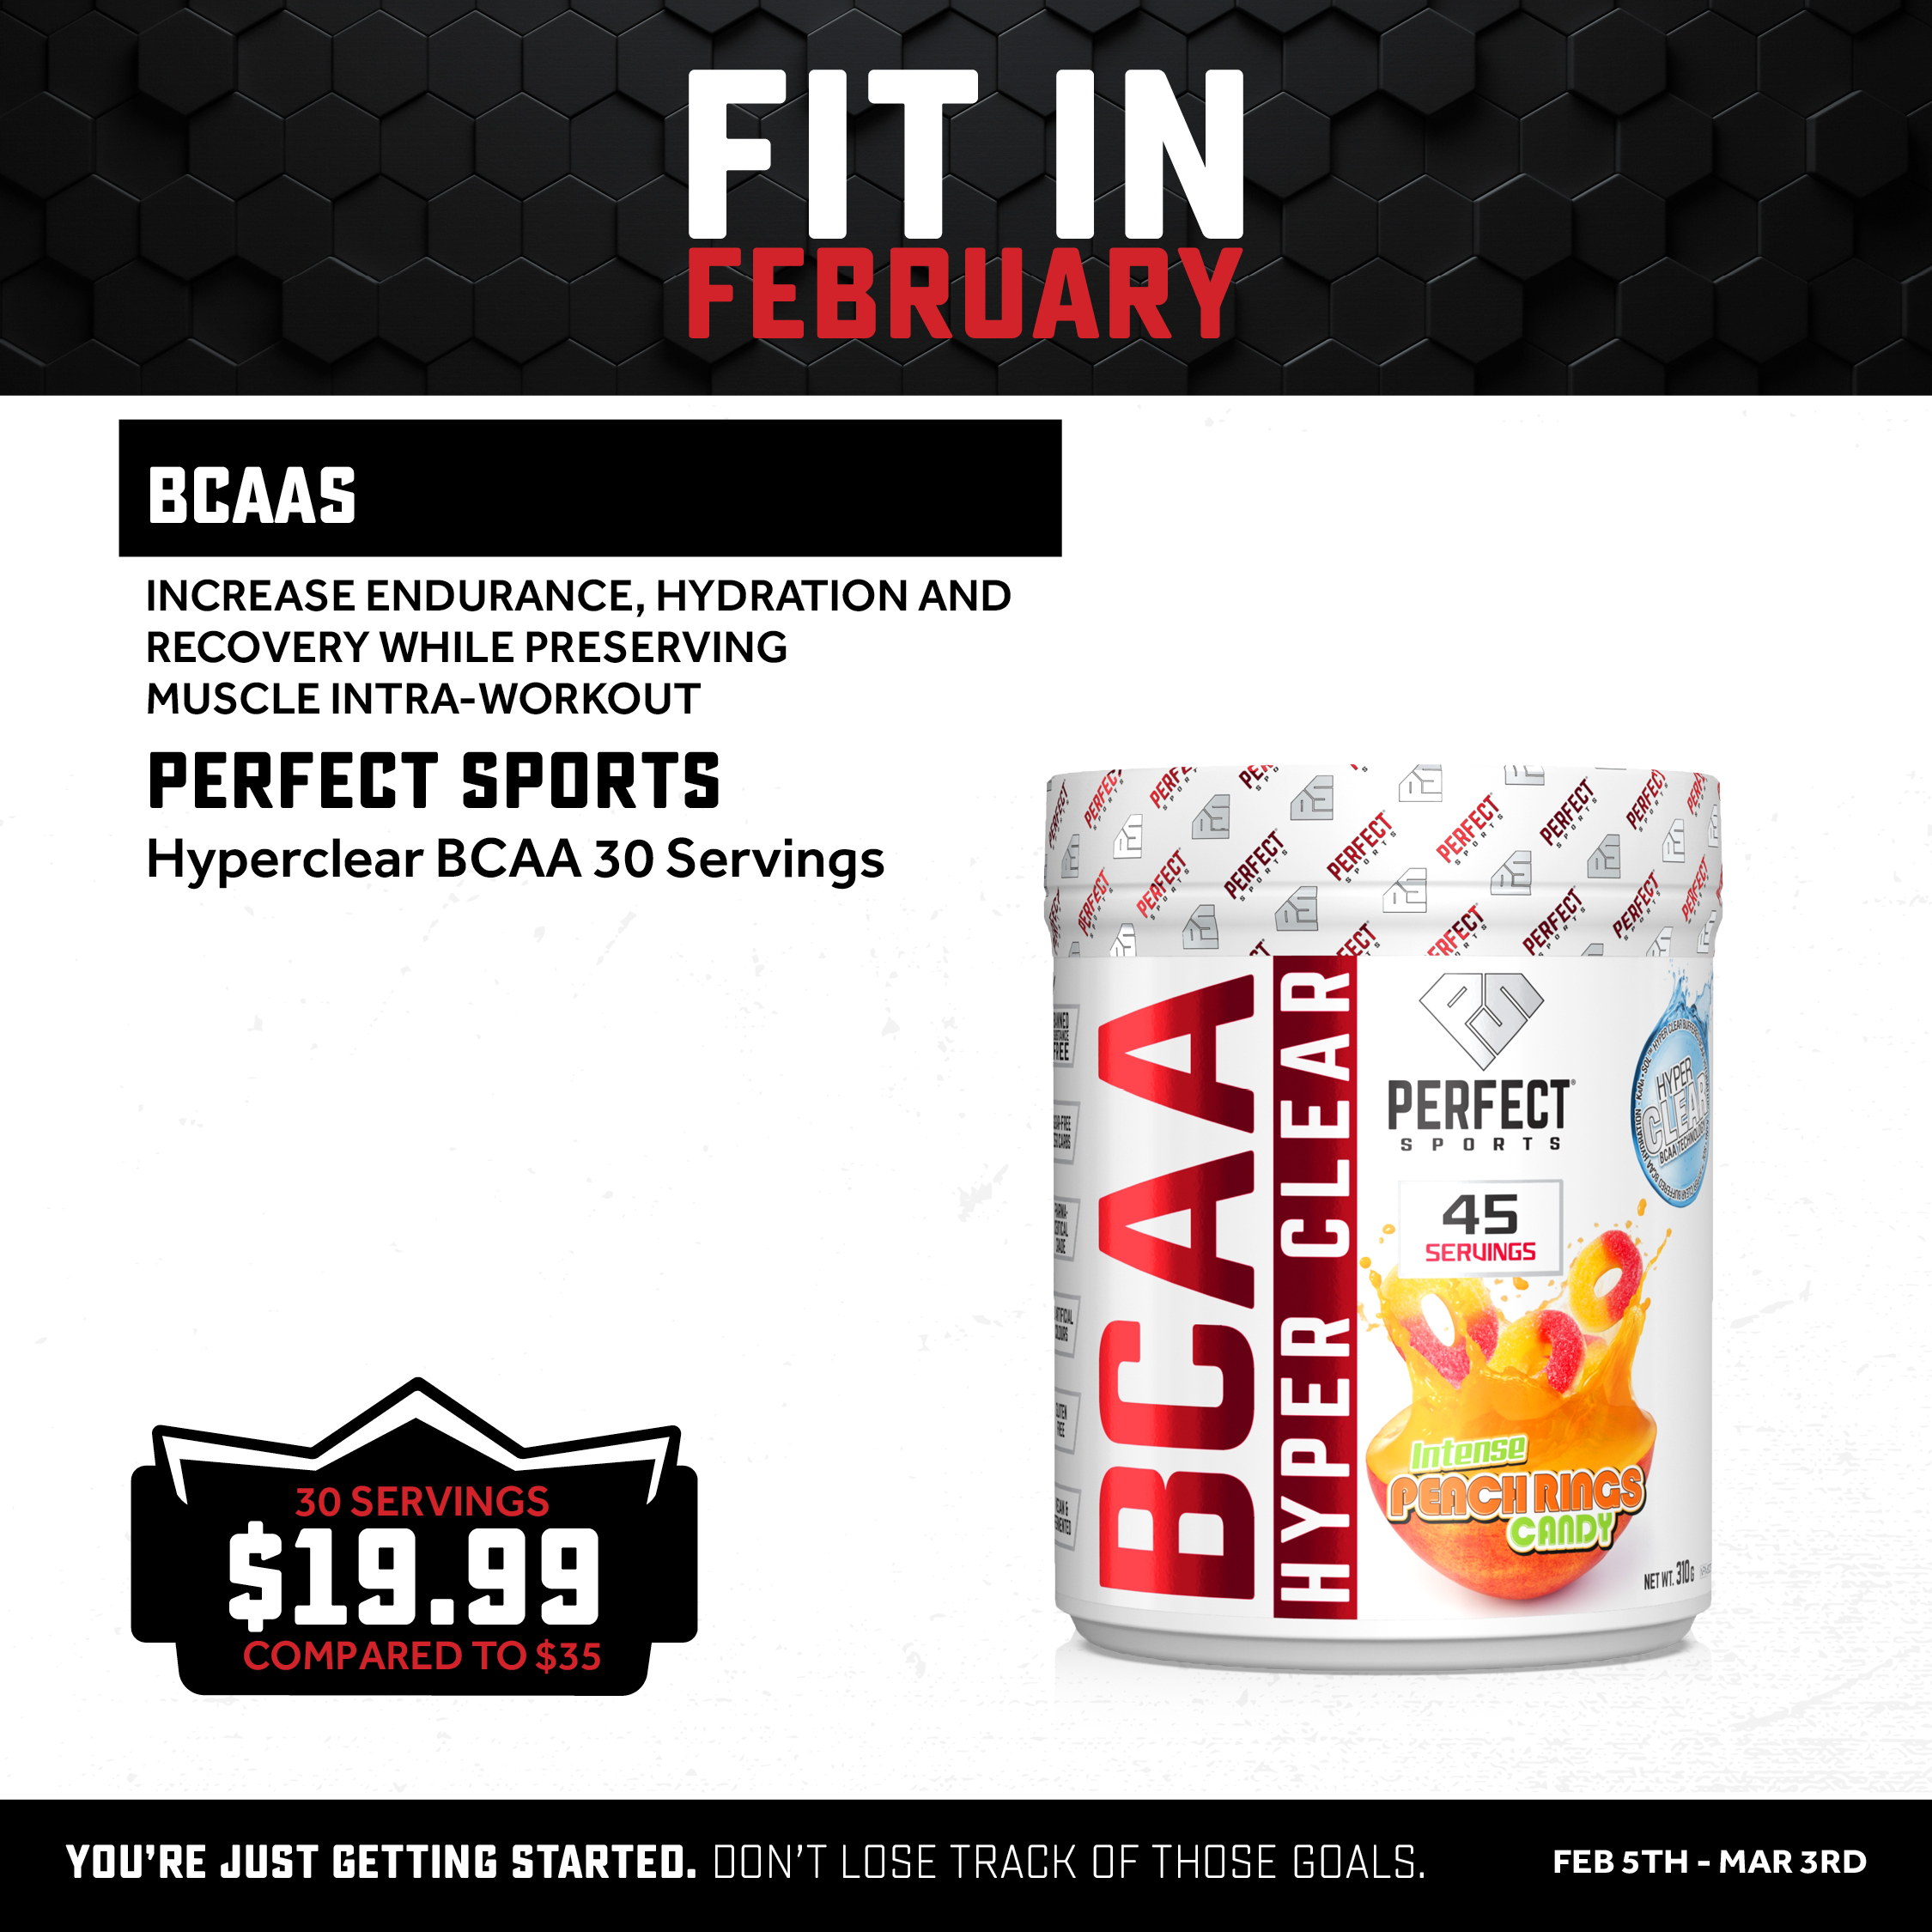 FIT IN
FEBRUARY
BCAAS
INCREASE ENDURANCE, HYDRATION AND
RECOVERY WHILE PRESERVING
MUSCLE INTRA-WORKOUT
PERFECT SPORTS
Hyperclear BCAA 30 Servings
30 SERVINGS
$19.99
COMPARED TO $35
BCAA
HYPER CLEAR
PERFECT
SPORTS
HYPER
CLEAR
BCAA TECHNOLOGY
45
SERVINGS
Intense
PEACH RINGS
CANDY
NET WT. 310g
YOU'RE JUST GETTING STARTED. DON'T LOSE TRACK OF THOSE GOALS.
FEB 5TH - MAR 3RD